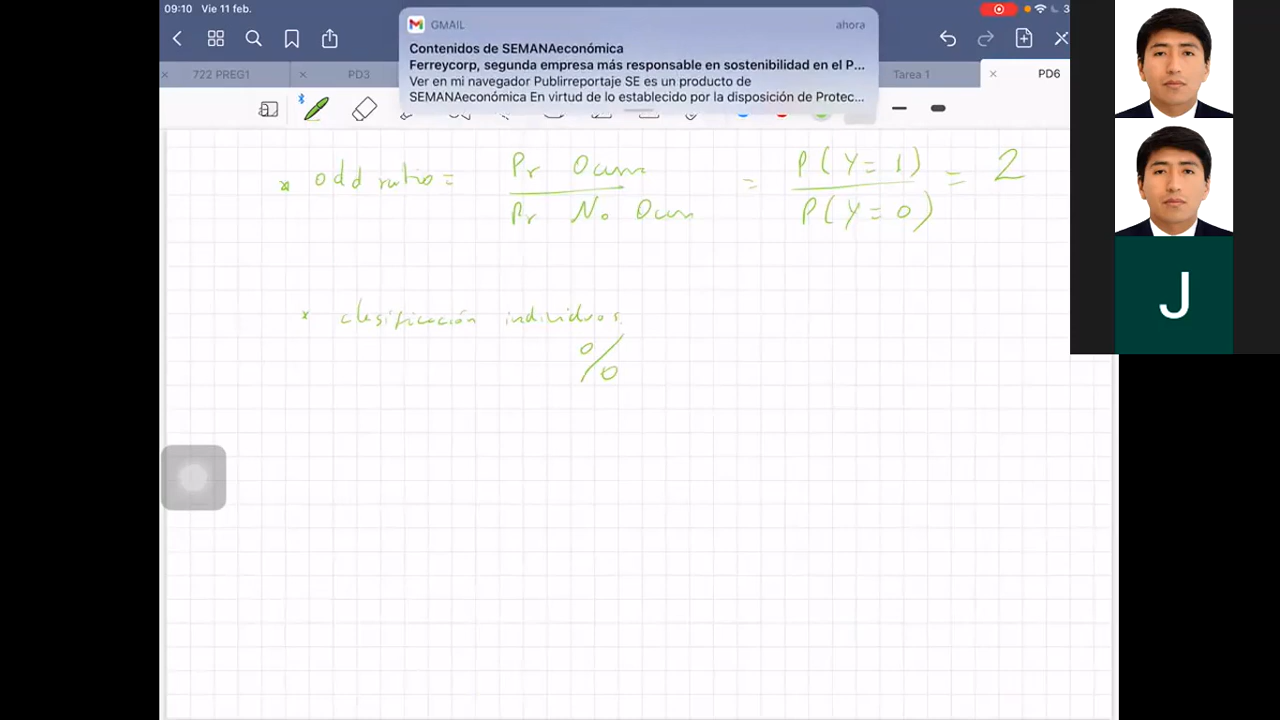 09:10 Vie 11 feb.
3
GMAIL
ahora
Contenidos de SEMANAeconómica
Ferreycorp, segunda empresa más responsable en sostenibilidad en el P...
Ver en mi navegador Publirreportaje SE es un producto de
SEMANAeconómica En virtud de lo establecido por la disposición de Protec...
722 PREG1
PD3
Tarea 1
PD6
* odd ratio = Pr Ocurr / Pr No Ocurr = P(Y=1) / P(Y=0) = 2
* clasificación individuos
%
J